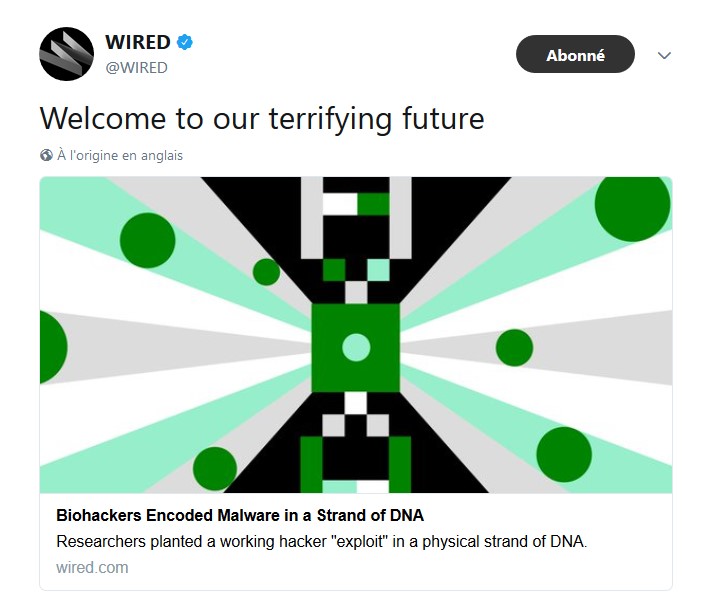 WIRED
@WIRED
Abonné
Welcome to our terrifying future
À l'origine en anglais
Biohackers Encoded Malware in a Strand of DNA
Researchers planted a working hacker "exploit" in a physical strand of DNA.
wired.com